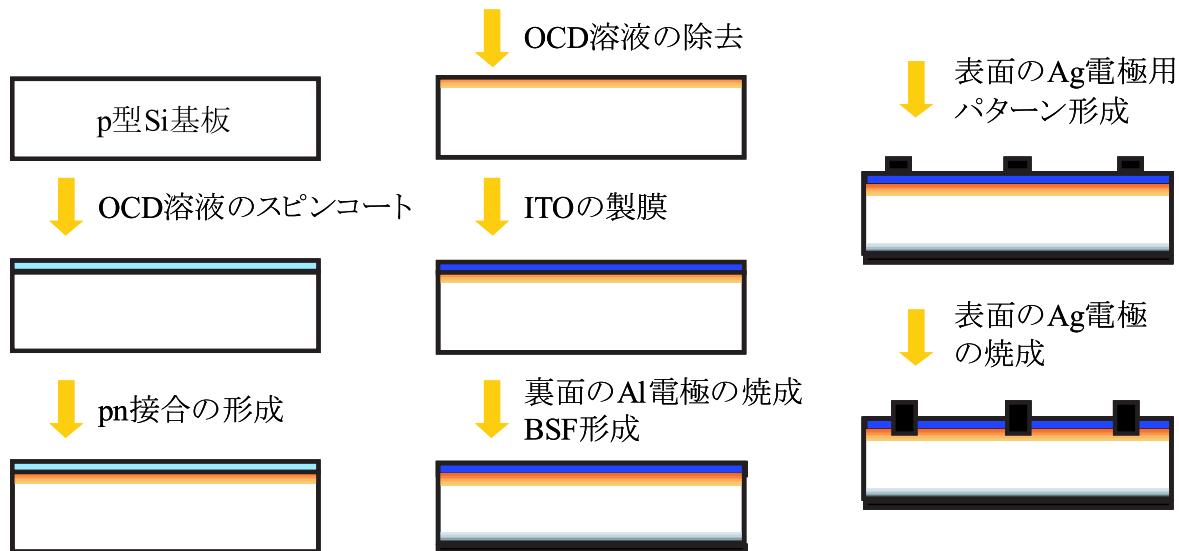 p型Si基板
OCD溶液のスピンコート
pn接合の形成
OCD溶液の除去
ITOの製膜
裏面のAl電極の焼成
BSF形成
表面のAg電極用
パターン形成
表面のAg電極
の焼成